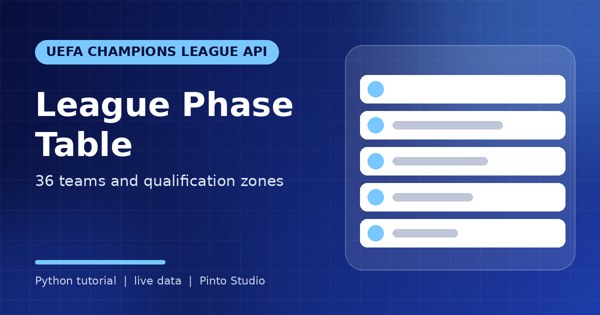 UEFA CHAMPIONS LEAGUE API
League Phase
Table
36 teams and qualification zones
Python tutorial | live data | Pinto Studio